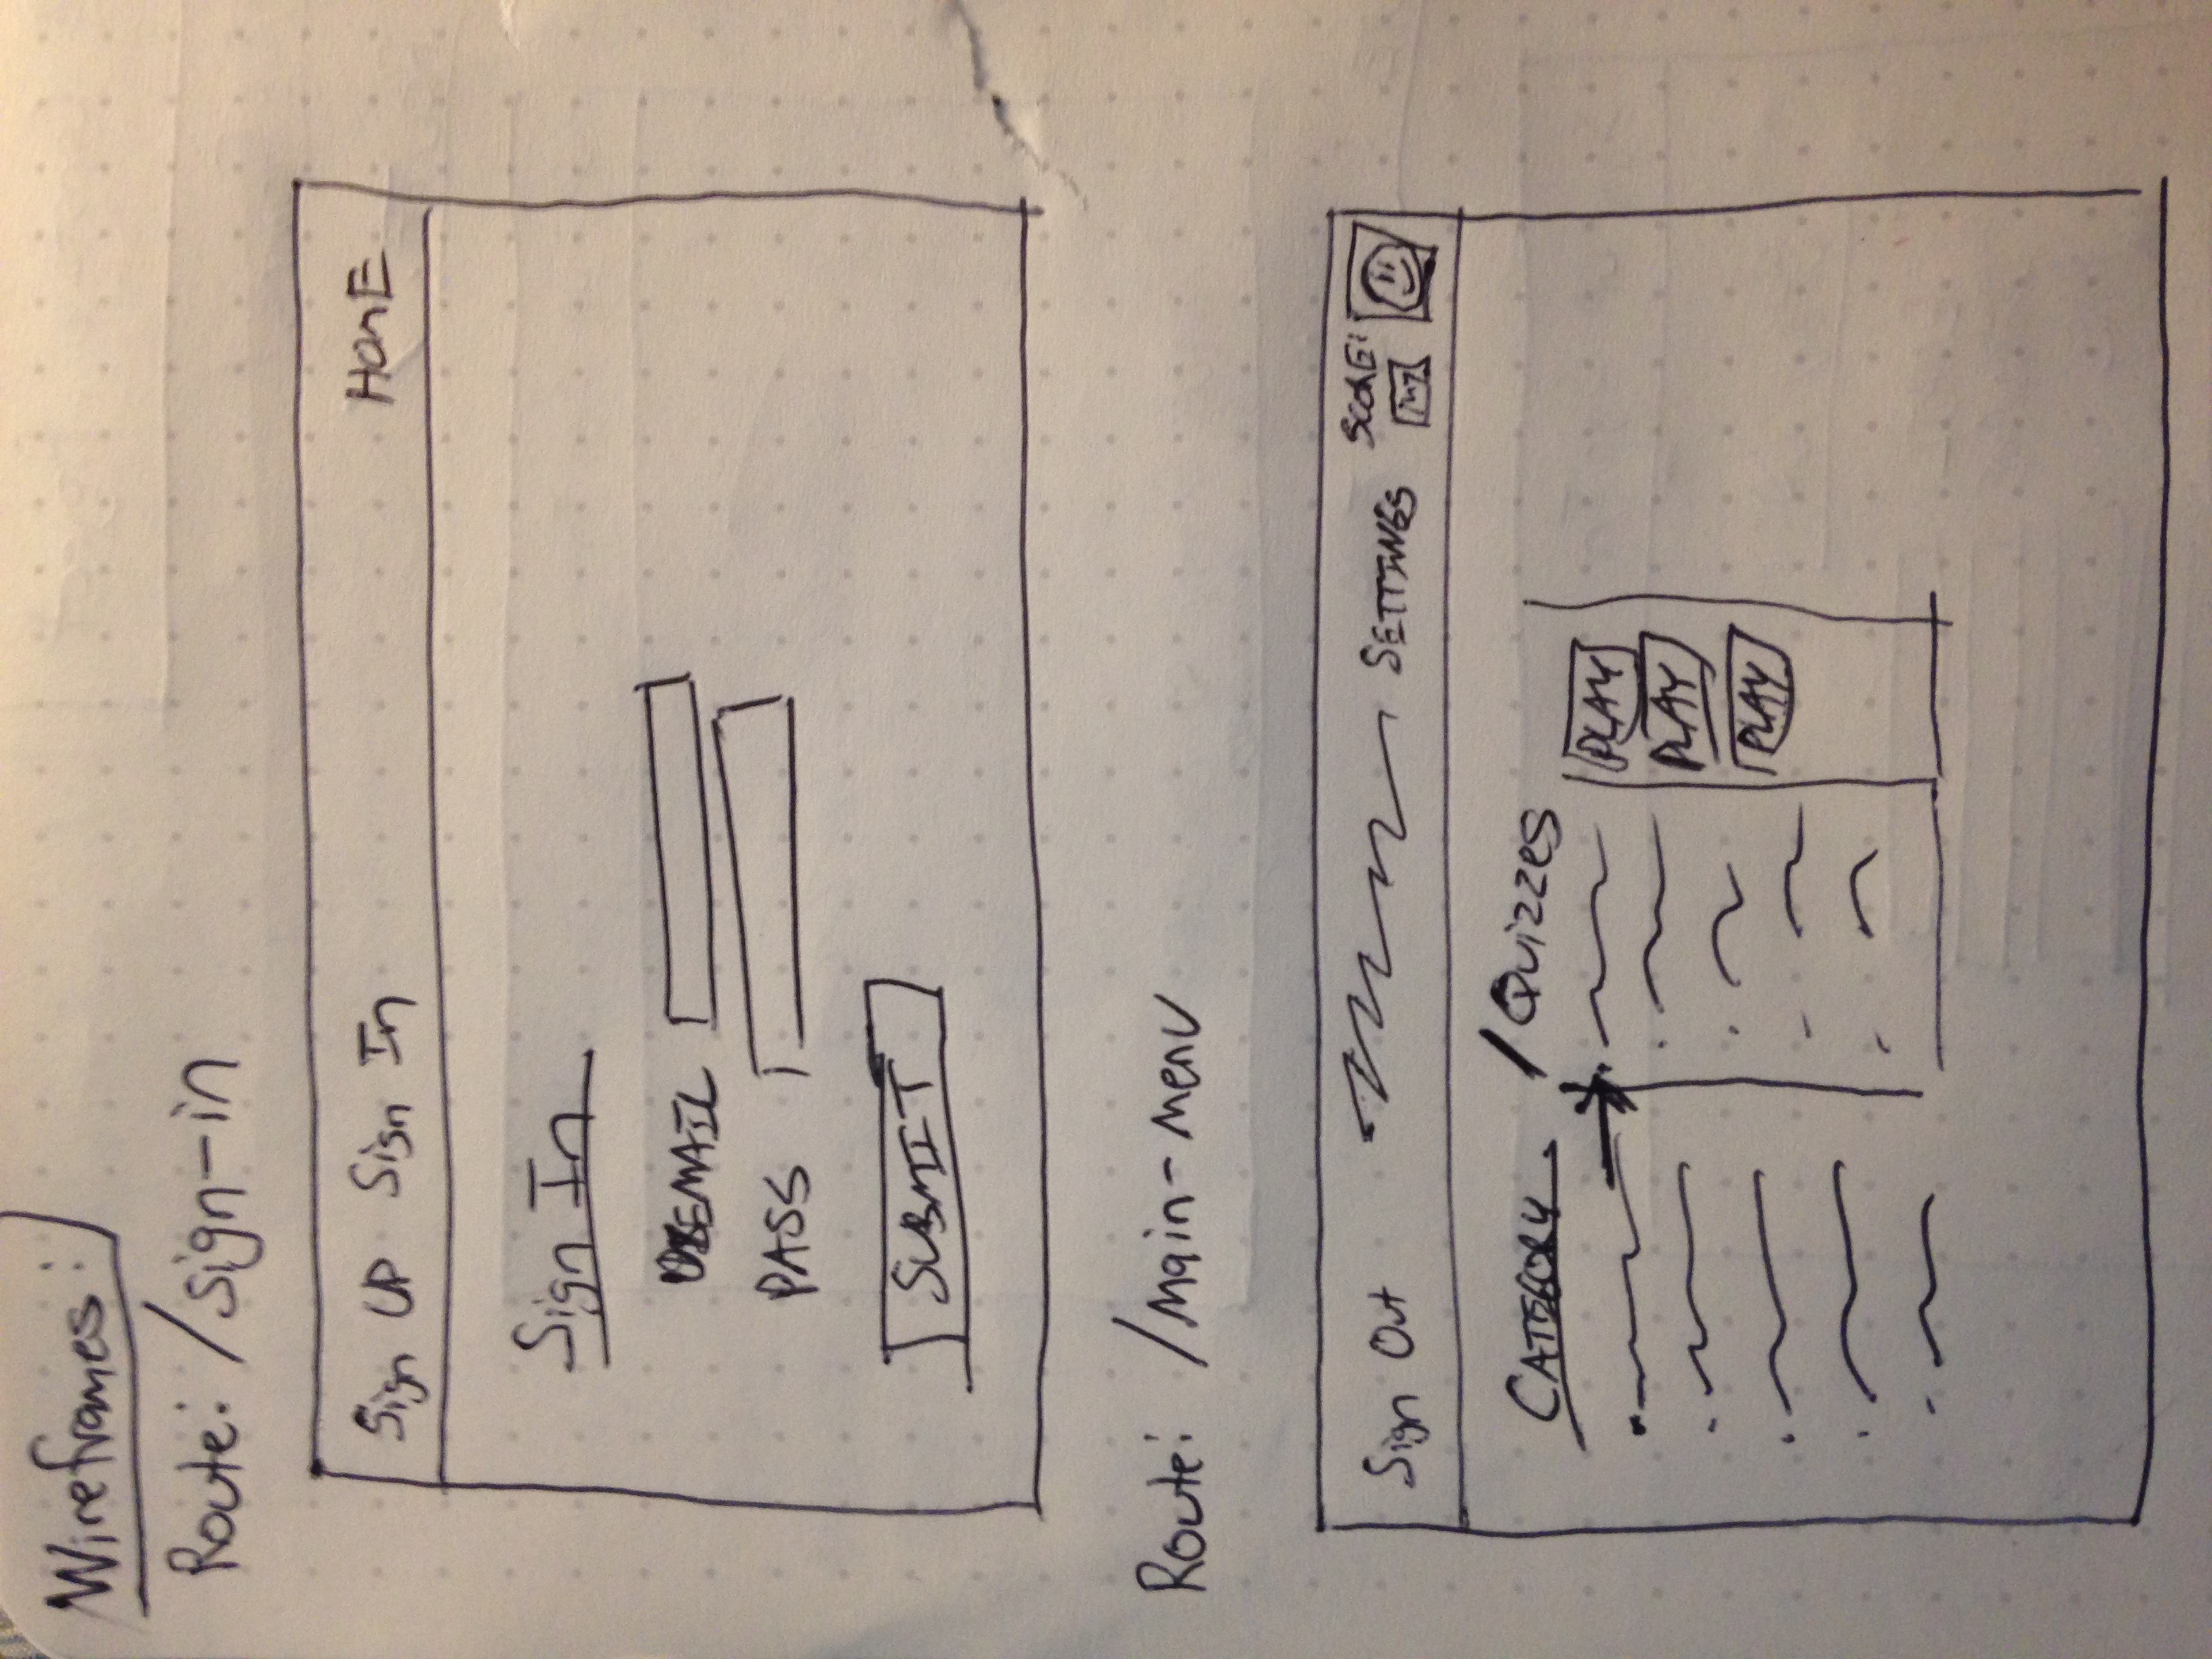 Wireframes:
Route: /sign-in
Sign UP Sign In HomE
Sign In
EMAIL
PASS
SUBMIT
Route: /Main-Menu
Sign Out SETTINGS SCORE:
CATEGORY /Quizzes
PLAY
PLAY
PLAY